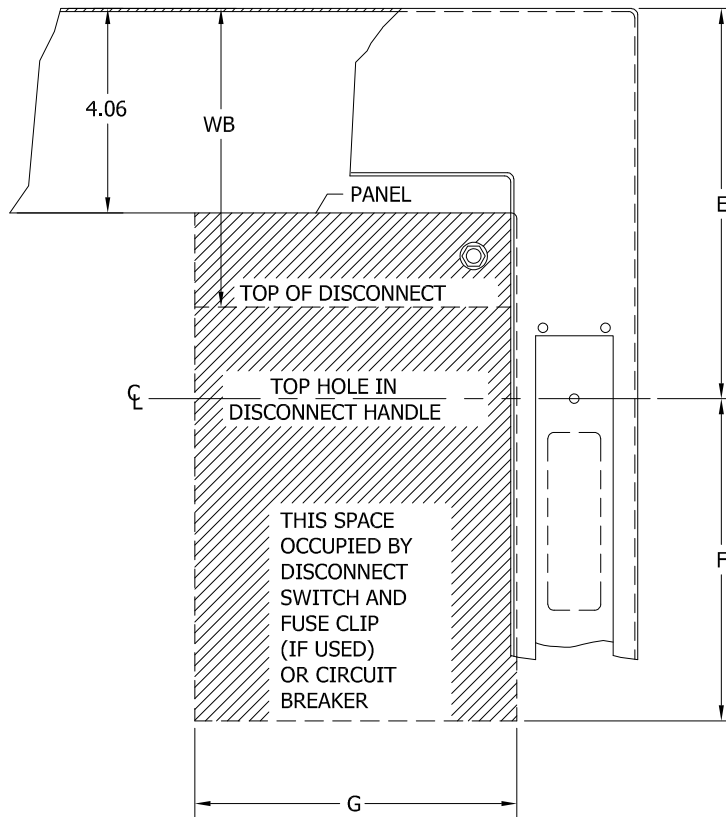 4.06
WB
PANEL
E
TOP OF DISCONNECT
TOP HOLE IN
DISCONNECT HANDLE
℄
F
THIS SPACE
OCCUPIED BY
DISCONNECT
SWITCH AND
FUSE CLIP
(IF USED)
OR CIRCUIT
BREAKER
G